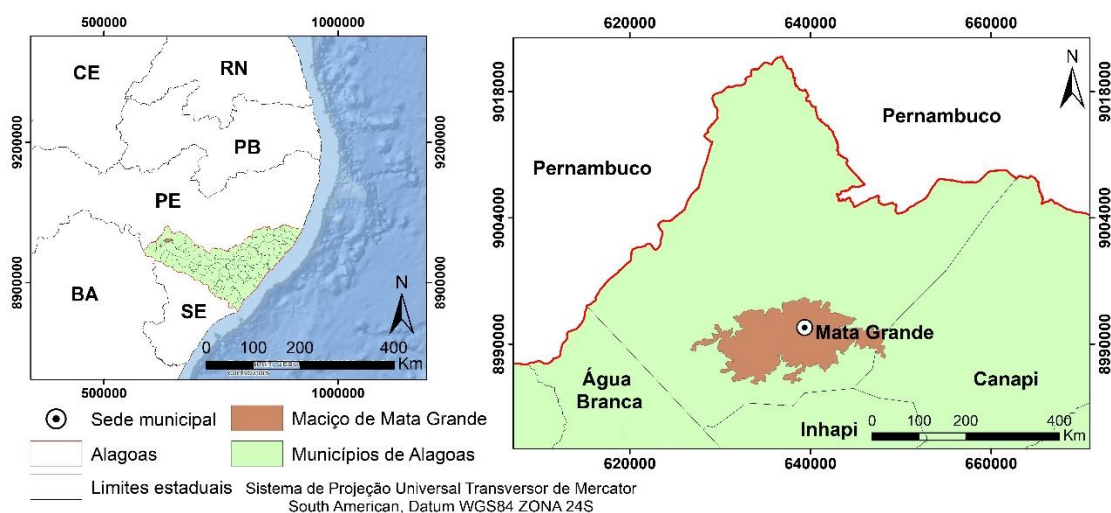 500000 1000000
CE
RN
PB
PE
BA
SE
9200000
8900000
9200000
8900000
N
0 100 200 400
Km
contributors
500000 1000000
620000 640000 660000
Pernambuco
Pernambuco
N
9018000
9004000
8990000
9018000
9004000
8990000
Mata Grande
Água
Branca
Canapi
Inhapi
0 100 200 400
Km
620000 640000 660000
Sede municipal
Maciço de Mata Grande
Alagoas
Municípios de Alagoas
Limites estaduais
Sistema de Projeção Universal Transversor de Mercator
South American, Datum WGS84 ZONA 24S